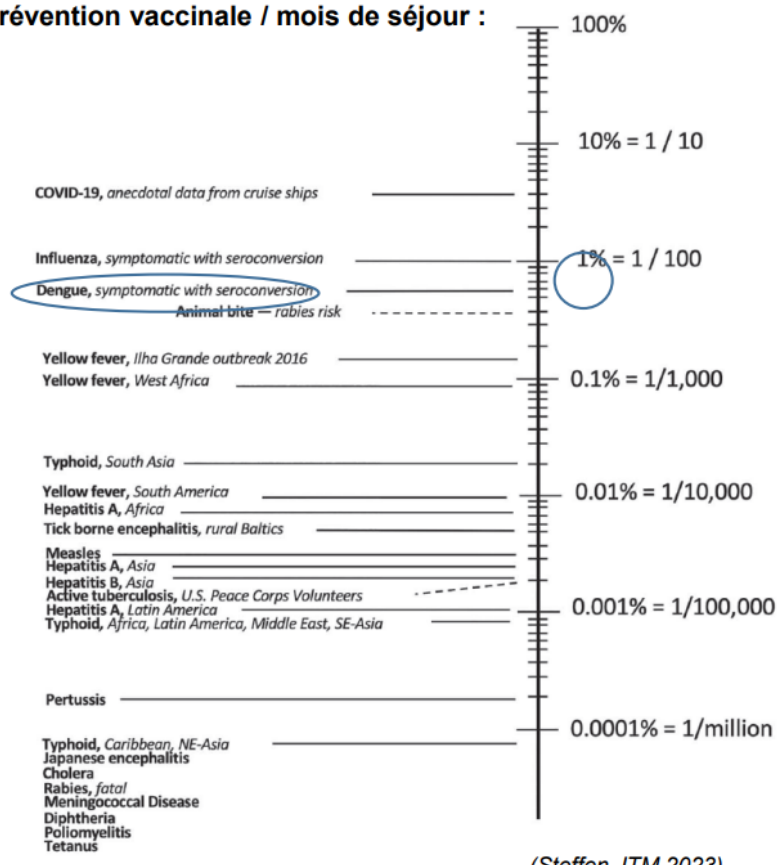 révention vaccinale / mois de séjour :
100%
10% = 1 / 10
COVID-19, anecdotal data from cruise ships
Influenza, symptomatic with seroconversion
1% = 1 / 100
Dengue, symptomatic with seroconversion
Animal bite — rabies risk
Yellow fever, Ilha Grande outbreak 2016
Yellow fever, West Africa
0.1% = 1/1,000
Typhoid, South Asia
Yellow fever, South America
0.01% = 1/10,000
Hepatitis A, Africa
Tick borne encephalitis, rural Baltics
Measles
Hepatitis A, Asia
Hepatitis B, Asia
Active tuberculosis, U.S. Peace Corps Volunteers
Hepatitis A, Latin America
0.001% = 1/100,000
Typhoid, Africa, Latin America, Middle East, SE-Asia
Pertussis
0.0001% = 1/million
Typhoid, Caribbean, NE-Asia
Japanese encephalitis
Cholera
Rabies, fatal
Meningococcal Disease
Diphtheria
Poliomyelitis
Tetanus
(Steffen, JTM 2023)